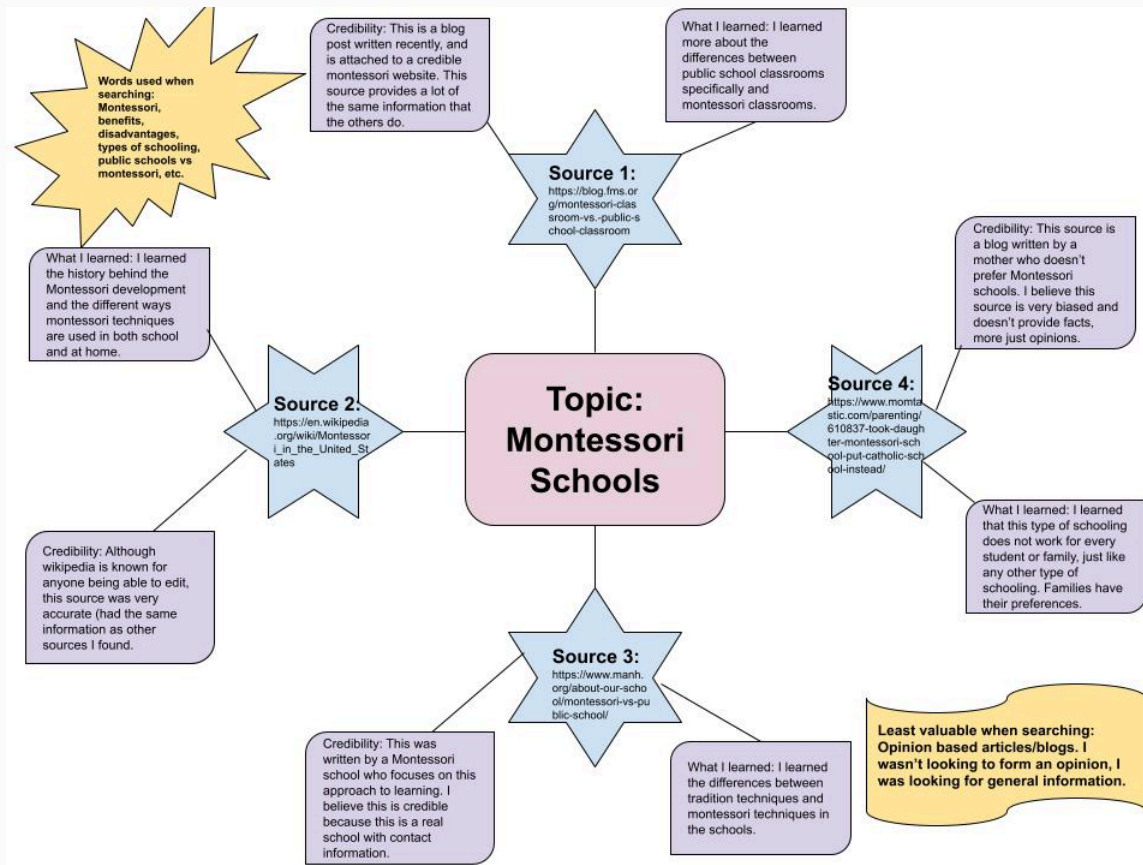 Words used when
searching:
Montessori,
benefits,
disadvantages,
types of schooling,
public schools vs
montessori, etc.
Credibility: This is a blog
post written recently, and
is attached to a credible
montessori website. This
source provides a lot of
the same information that
the others do.
What I learned: I learned
more about the
differences between
public school classrooms
specifically and
montessori classrooms.
Source 1:
https://blog.fms.or
g/montessori-clas
sroom-vs.-public-s
chool-classroom
What I learned: I learned
the history behind the
Montessori development
and the different ways
montessori techniques
are used in both school
and at home.
Source 2:
https://en.wikipedia
.org/wiki/Montessor
i_in_the_United_St
ates
Credibility: Although
wikipedia is known for
anyone being able to edit,
this source was very
accurate (had the same
information as other
sources I found.
Topic:
Montessori
Schools
Credibility: This source is
a blog written by a
mother who doesn't
prefer Montessori
schools. I believe this
source is very biased and
doesn't provide facts,
more just opinions.
Source 4:
https://www.momta
stic.com/parenting/
610837-took-daugh
ter-montessori-sch
ool-put-catholic-sch
ool-instead/
What I learned: I learned
that this type of schooling
does not work for every
student or family, just like
any other type of
schooling. Families have
their preferences.
Source 3:
https://www.manh.
org/about-our-scho
ol/montessori-vs-pu
blic-school/
Credibility: This was
written by a Montessori
school who focuses on this
approach to learning. I
believe this is credible
because this is a real
school with contact
information.
What I learned: I learned
the differences between
tradition techniques and
montessori techniques in
the schools.
Least valuable when searching:
Opinion based articles/blogs. I
wasn't looking to form an opinion, I
was looking for general information.